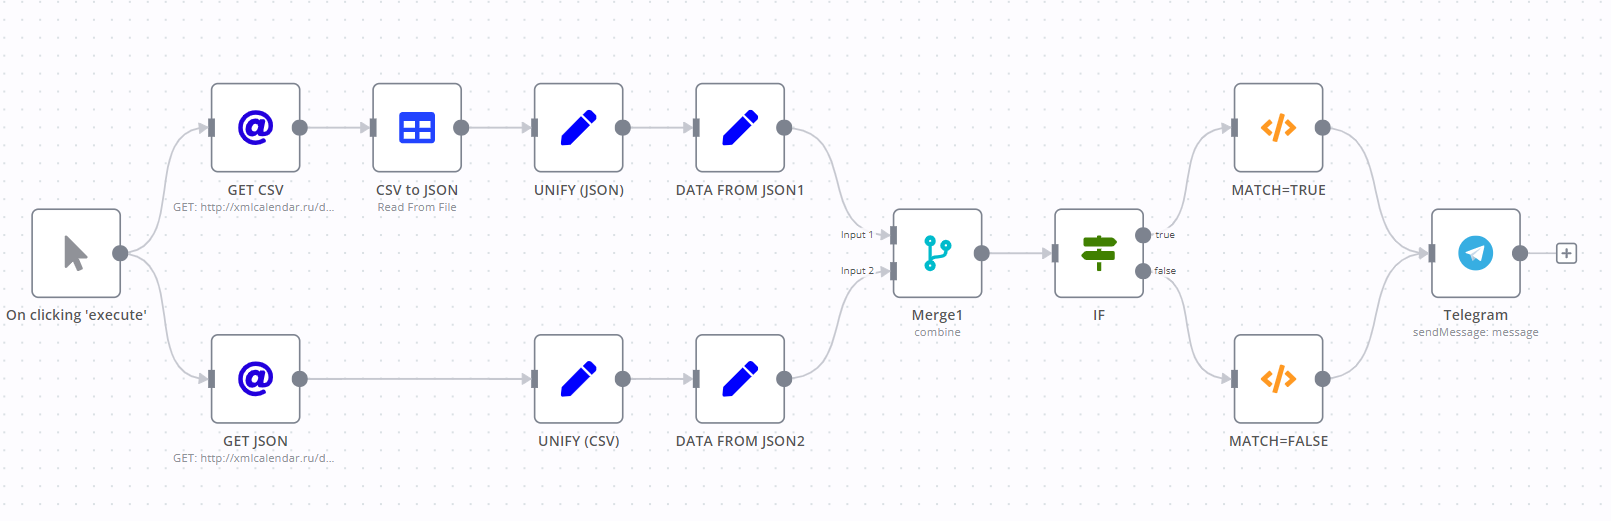 GET CSV
GET: http://xmlcalendar.ru/d...
CSV to JSON
Read From File
UNIFY (JSON)
DATA FROM JSON1
MATCH=TRUE
On clicking 'execute'
Input 1
Input 2
Merge1
combine
true
false
IF
Telegram
sendMessage: message
GET JSON
GET: http://xmlcalendar.ru/d...
UNIFY (CSV)
DATA FROM JSON2
MATCH=FALSE